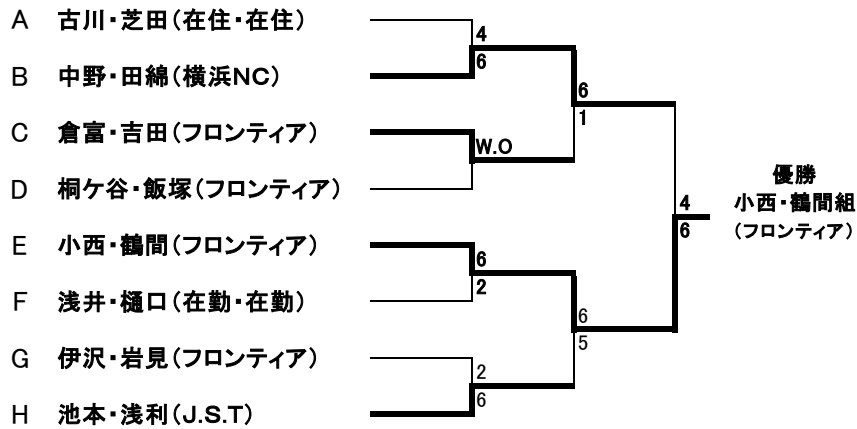 A 古川・芝田(在住・在住)
B 中野・田綿(横浜NC)
C 倉富・吉田(フロンティア)
D 桐ケ谷・飯塚(フロンティア)
E 小西・鶴間(フロンティア)
F 浅井・樋口(在勤・在勤)
G 伊沢・岩見(フロンティア)
H 池本・浅利(J.S.T)
4
6
W.O
6
2
2
6
6
1
6
5
4
6
優勝
小西・鶴間組
(フロンティア)